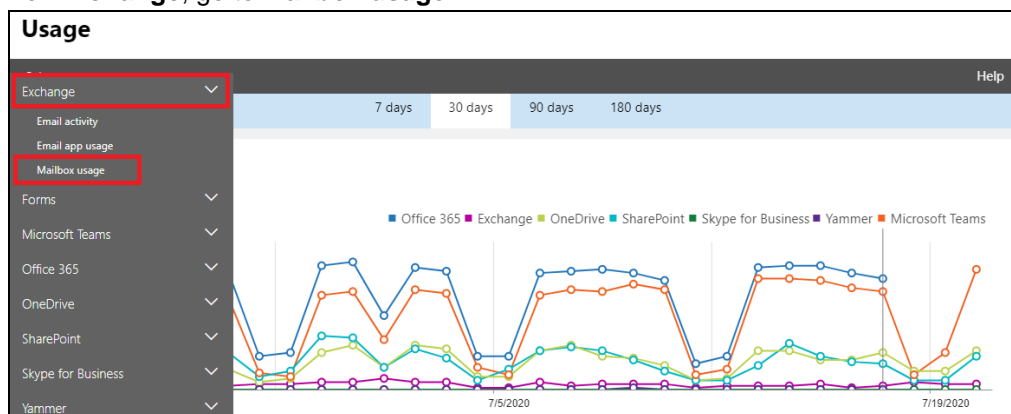 Usage
Help
Exchange
7 days 30 days 90 days 180 days
Email activity
Email app usage
Mailbox usage
Forms
Office 365 Exchange OneDrive SharePoint Skype for Business Yammer Microsoft Teams
Microsoft Teams
Office 365
OneDrive
SharePoint
Skype for Business
Yammer
7/5/2020 7/19/2020